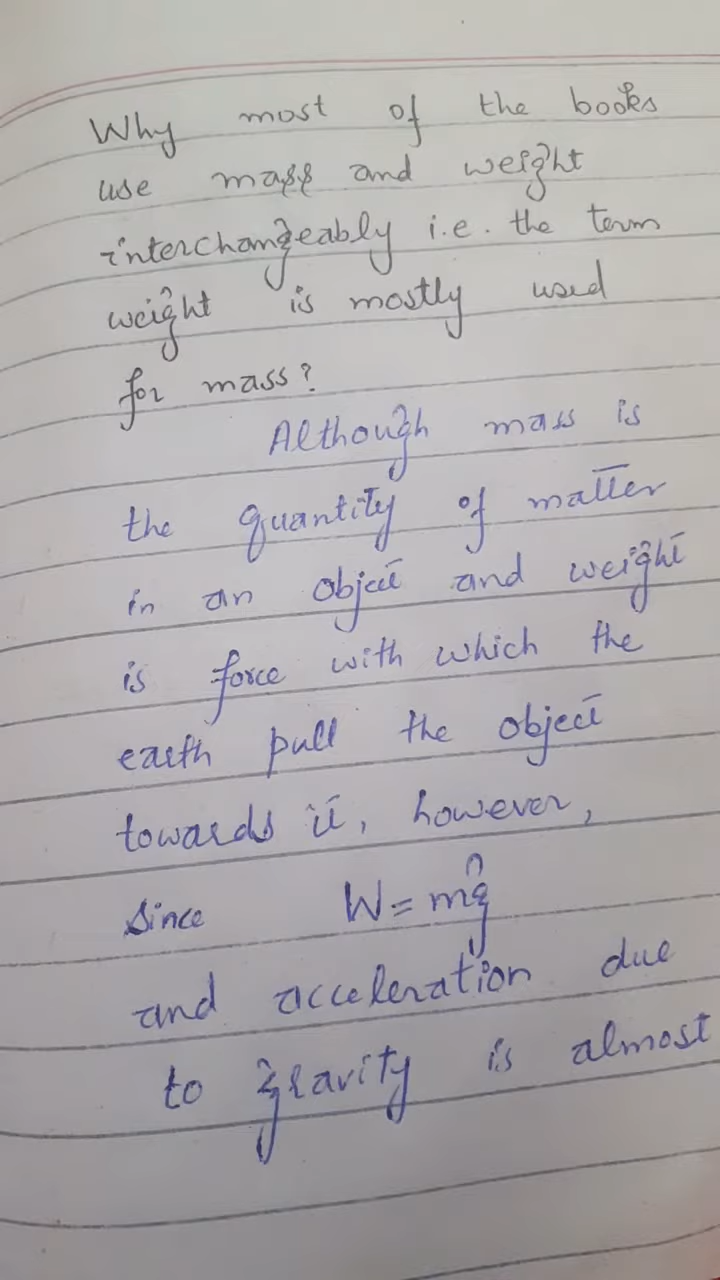 Why most of the books
use mass and weight
interchangeably i.e. the term
weight is mostly used
for mass?
Although mass is
the quantity of matter
in an object and weight
is force with which the
earth pull the object
towards it, however,
since W = mg
and acceleration due
to gravity is almost